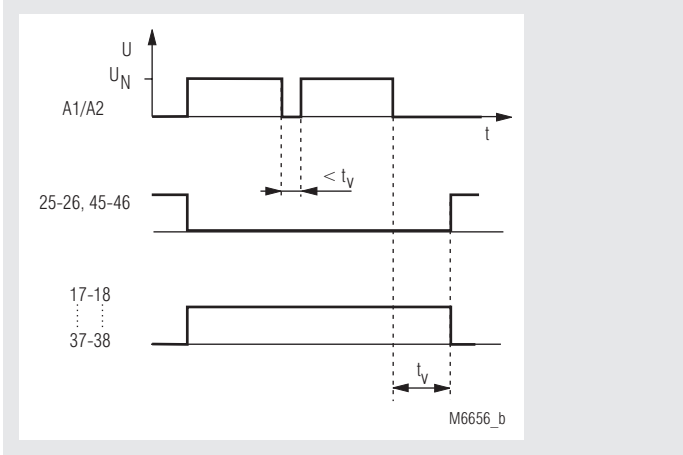 U
U_N
A1/A2
t
< t_v
25-26, 45-46
17-18
37-38
t_v
M6656_b